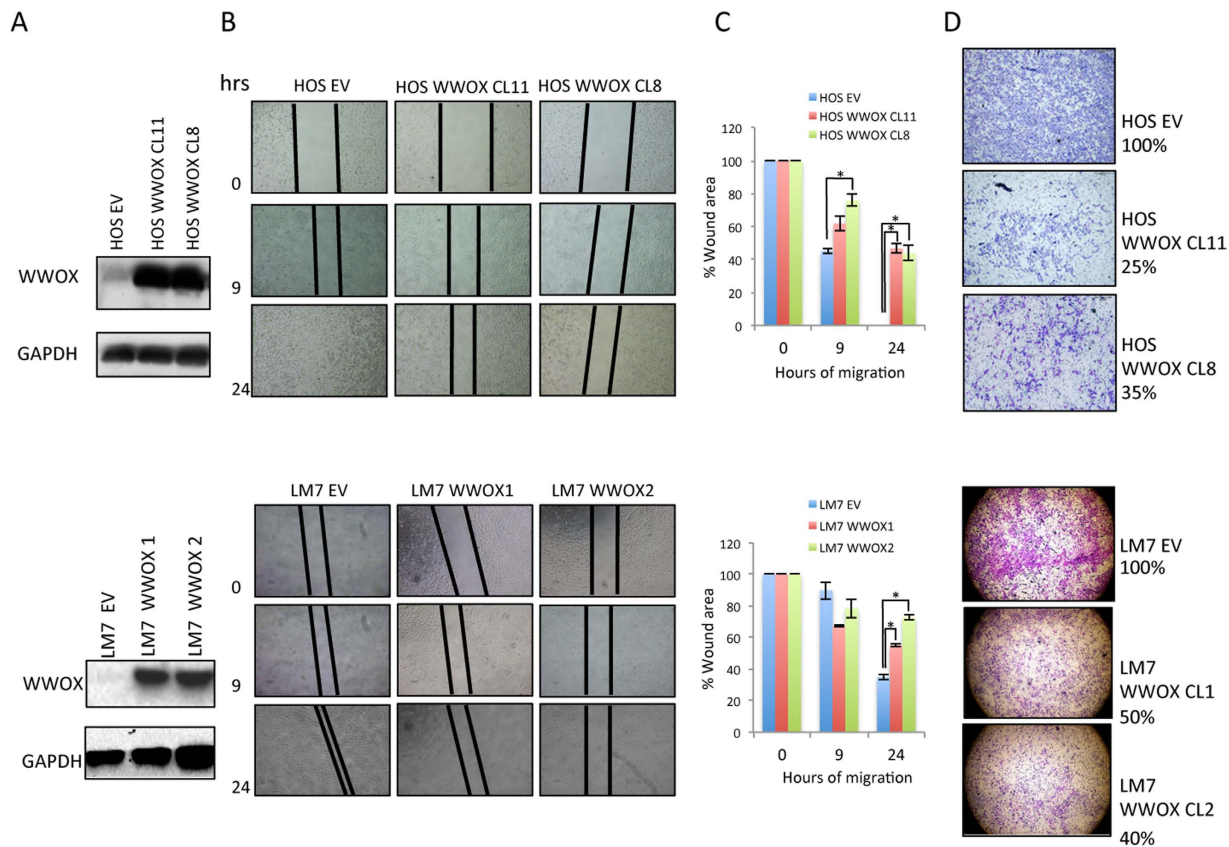 A
B
C
D
HOS EV
HOS WWOX CL11
HOS WWOX CL8
WWOX
GAPDH
hrs
HOS EV
HOS WWOX CL11
HOS WWOX CL8
0
9
24
HOS EV
HOS WWOX CL11
HOS WWOX CL8
% Wound area
120
100
80
60
40
20
0
*
*
*
0
9
24
Hours of migration
HOS EV
100%
HOS
WWOX CL11
25%
HOS
WWOX CL8
35%
LM7 EV
LM7 WWOX 1
LM7 WWOX 2
WWOX
GAPDH
LM7 EV
LM7 WWOX1
LM7 WWOX2
0
9
24
LM7 EV
LM7 WWOX1
LM7 WWOX2
% Wound area
120
100
80
60
40
20
0
*
*
0
9
24
Hours of migration
LM7 EV
100%
LM7
WWOX CL1
50%
LM7
WWOX CL2
40%